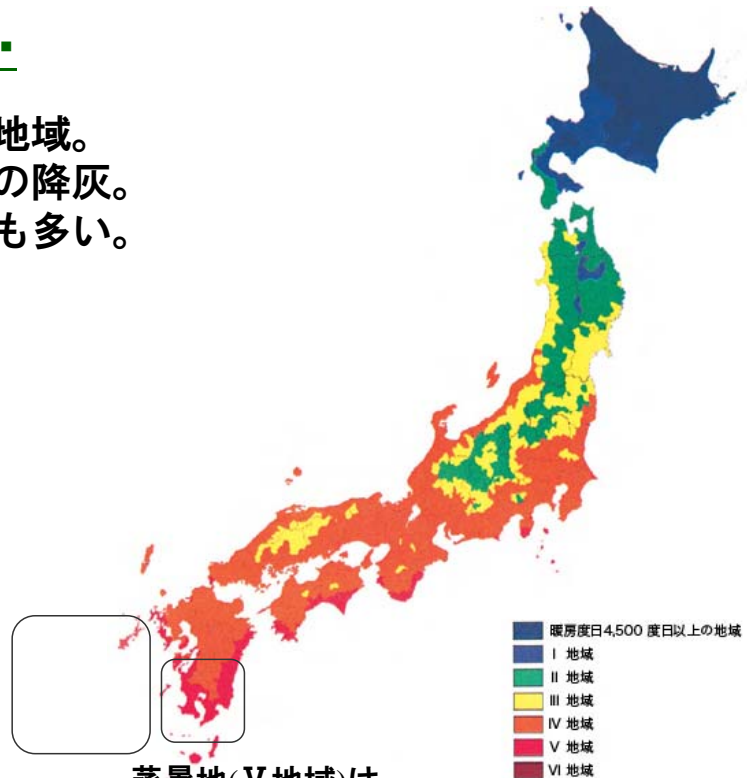 地域。
の降灰。
も多い。
暖房度日4,500 度日以上の地域
I 地域
II 地域
III 地域
IV 地域
V 地域
VI 地域
蒸暑地(Ⅴ地域)は